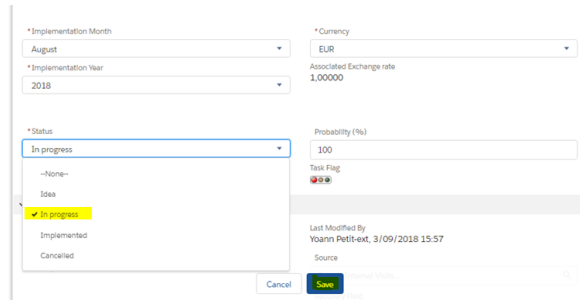 *Implementation Month
August
*Implementation Year
2018
*Currency
EUR
Associated Exchange rate
1,00000
*Status
In progress
--None--
Idea
✔ In progress
Implemented
Cancelled
Probability (%)
100
Task Flag
Last Modified By
Yoann Petit-ext, 3/09/2018 15:57
Source
Cancel
Save